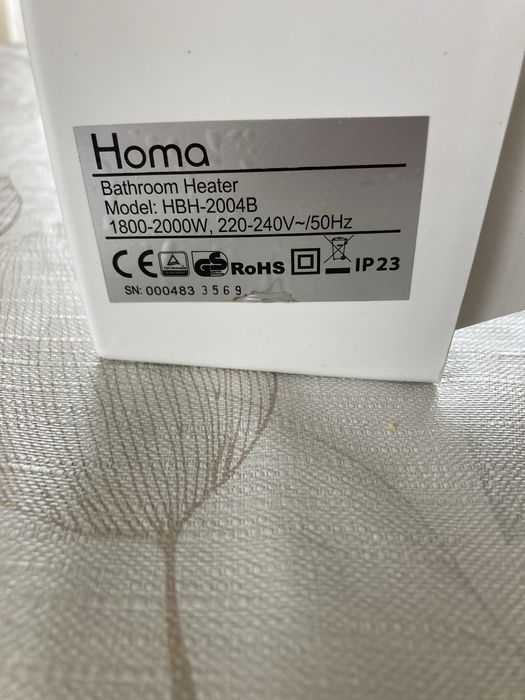 Homa
Bathroom Heater
Model: HBH-2004B
1800-2000W, 220-240V~/50Hz
CE GS RoHS IP23
SN: 000483 3569